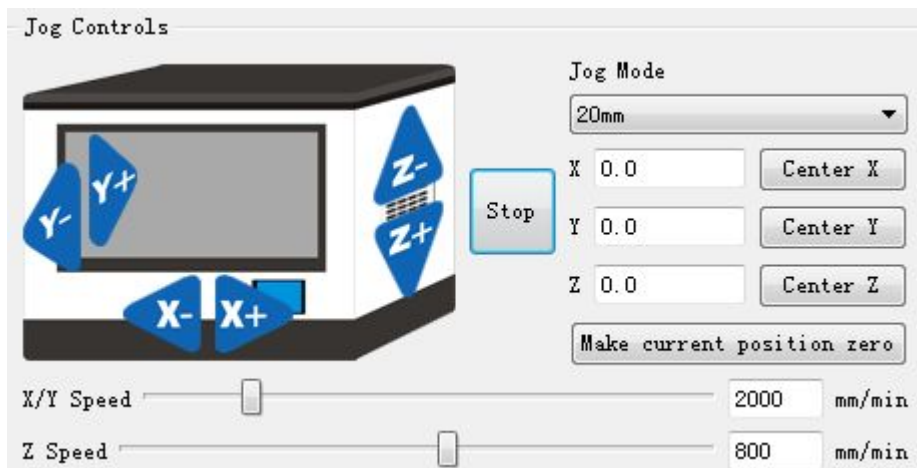 Jog Controls
Jog Mode
20mm
Y- Y+
Z-
Z+
X- X+
Stop
X 0.0 Center X
Y 0.0 Center Y
Z 0.0 Center Z
Make current position zero
X/Y Speed 2000 mm/min
Z Speed 800 mm/min